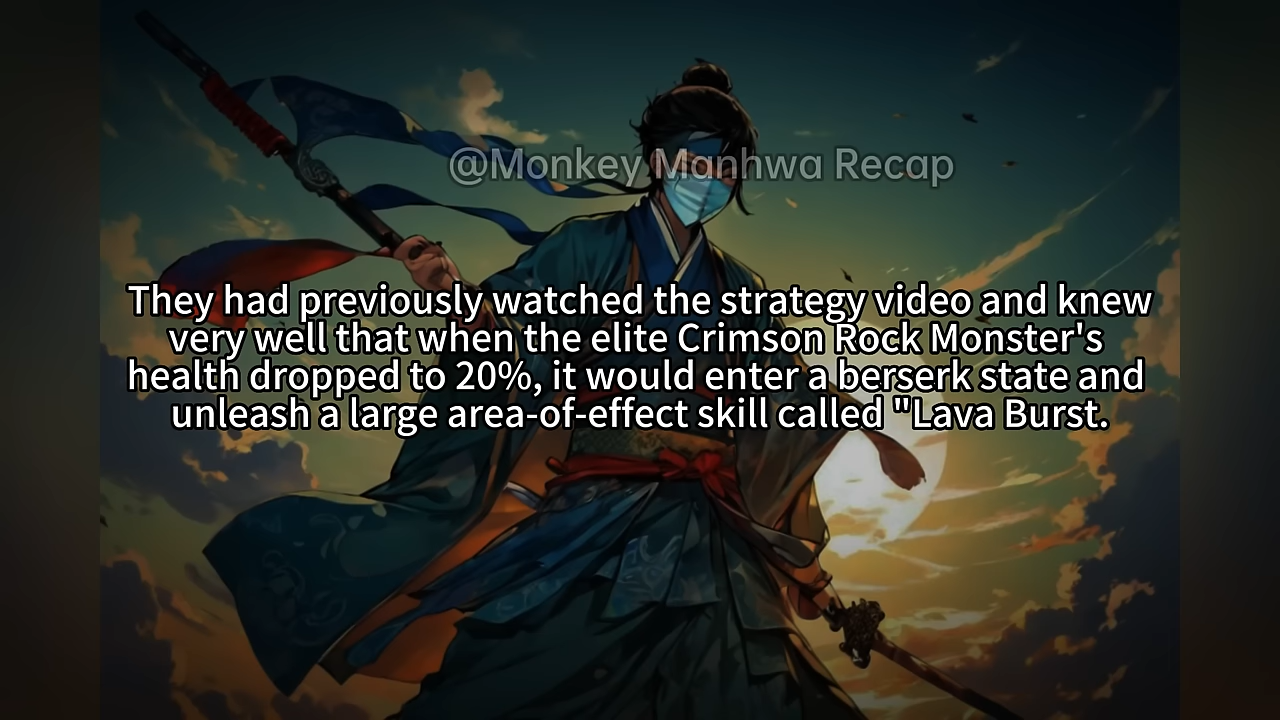 @Monkey Manhwa Recap
They had previously watched the strategy video and knew
very well that when the elite Crimson Rock Monster's
health dropped to 20%, it would enter a berserk state and
unleash a large area-of-effect skill called "Lava Burst.